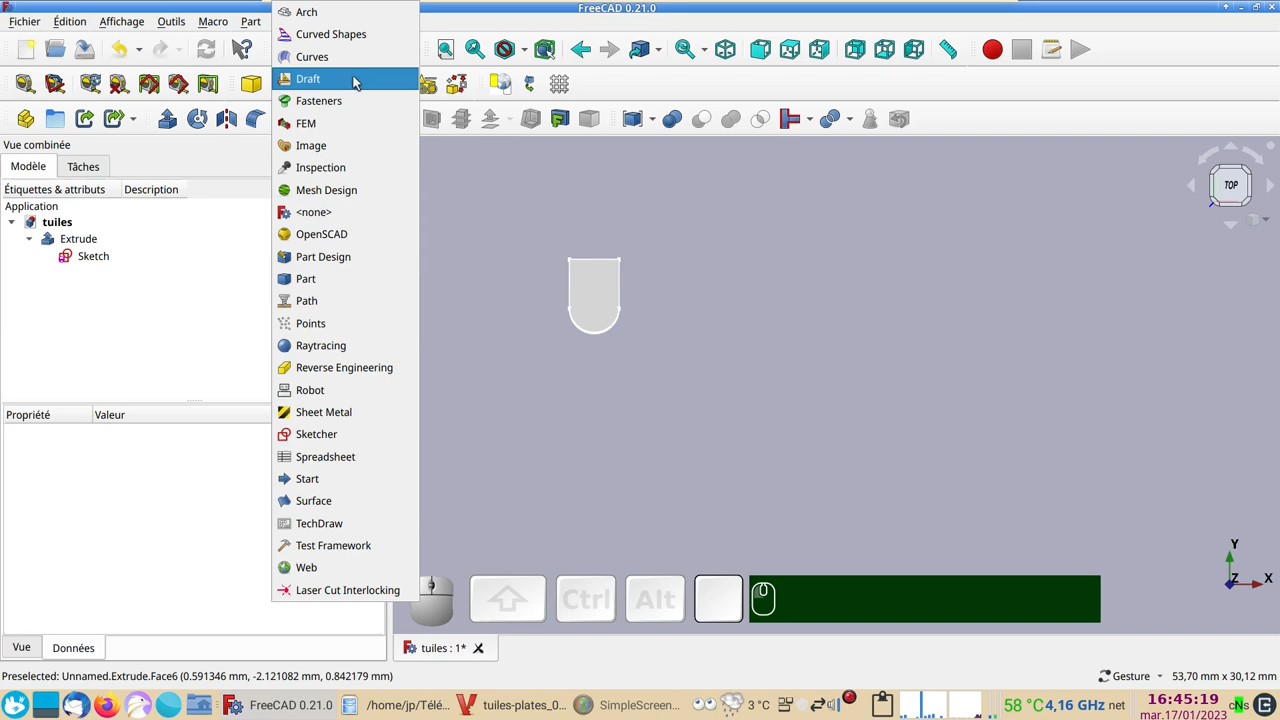 FreeCAD 0.21.0
Fichier Édition Affichage Outils Macro Part
Arch
Curved Shapes
Curves
Draft
Fasteners
FEM
Image
Inspection
Mesh Design
<none>
OpenSCAD
Part Design
Part
Path
Points
Raytracing
Reverse Engineering
Robot
Sheet Metal
Sketcher
Spreadsheet
Start
Surface
TechDraw
Test Framework
Web
Laser Cut Interlocking
Vue combinée
Modèle Tâches
Étiquettes & attributs Description
Application
tuiles
Extrude
Sketch
Propriété Valeur
Vue Données
TOP
Y
Z X
Ctrl Alt
tuiles : 1*
Preselected: Unnamed.Extrude.Face6 (0.591346 mm, -2.121082 mm, 0.842179 mm)
Gesture 53,70 mm x 30,12 mm
FreeCAD 0.21.0 /home/jp/Télé... tuiles-plates_0... SimpleScreen... 3 °C 58 °C 4,16 GHz net 16:45:19 cNs
mar.17/01/2023